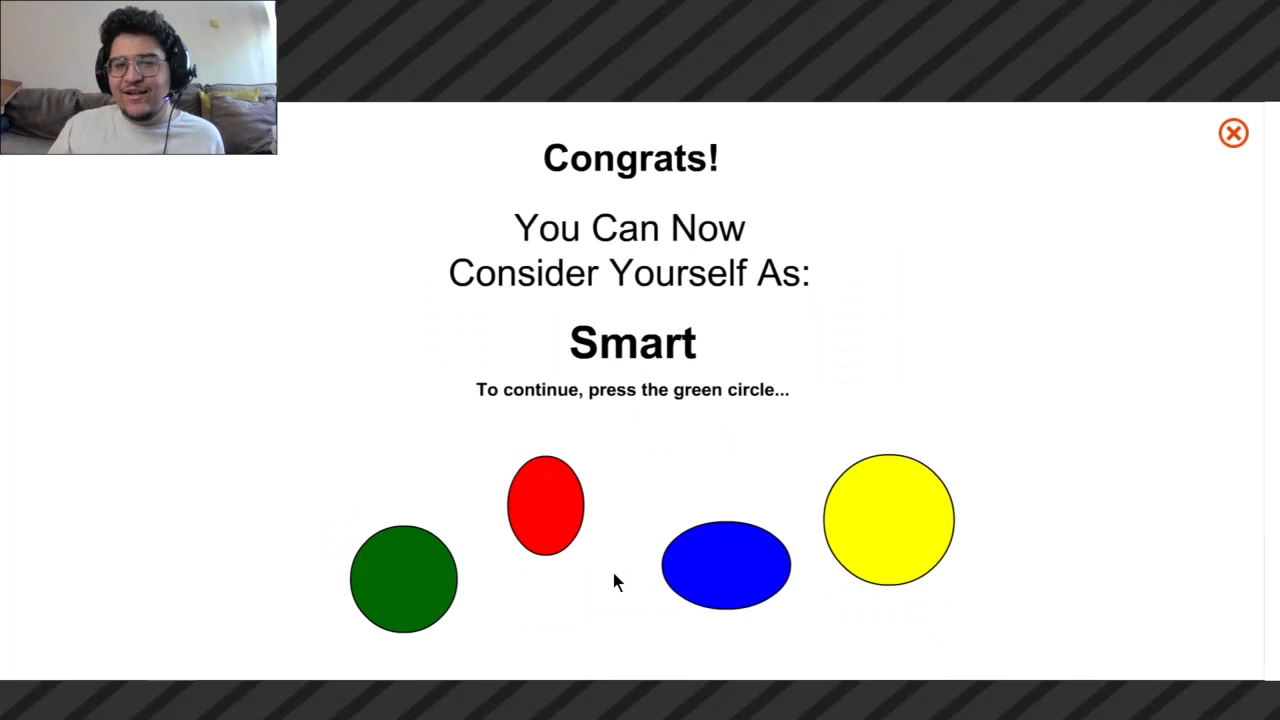 Congrats!
You Can Now
Consider Yourself As:
Smart
To continue, press the green circle...